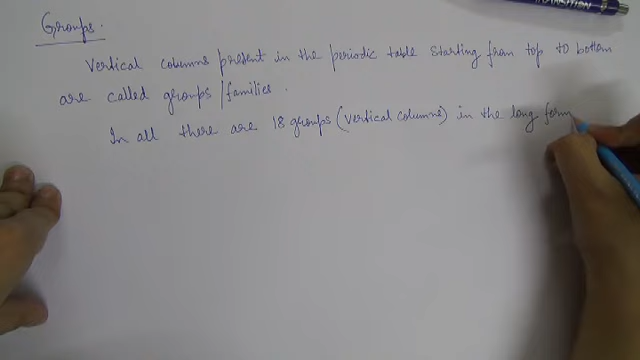 TRANSITION
Groups.
Vertical columns present in the periodic table starting from top to bottom
are called groups/families.
In all there are 18 groups (vertical columns) in the long form